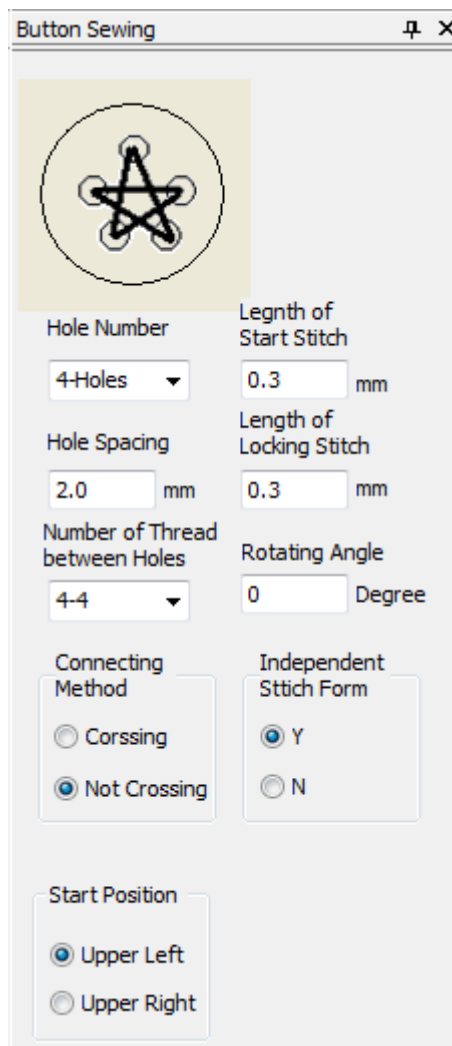 Button Sewing
Hole Number
Legnth of
Start Stitch
4-Holes
0.3 mm
Hole Spacing
Length of
Locking Stitch
2.0 mm
0.3 mm
Number of Thread
between Holes
Rotating Angle
4-4
0 Degree
Connecting
Method
Corssing
Not Crossing
Independent
Sttich Form
Y
N
Start Position
Upper Left
Upper Right